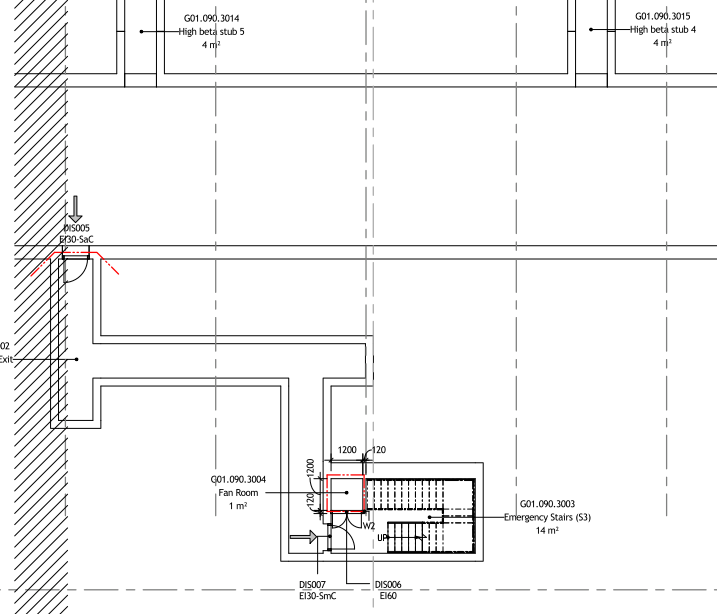 G01.090.3014
High beta stub 5
4 m²
G01.090.3015
High beta stub 4
4 m²
DIS005
EI30-SaC
02
Exit
1200
120
1200
120
G01.090.3004
Fan Room
1 m²
W2
UP
G01.090.3003
Emergency Stairs (S3)
14 m²
DIS007
EI30-SmC
DIS006
EI60